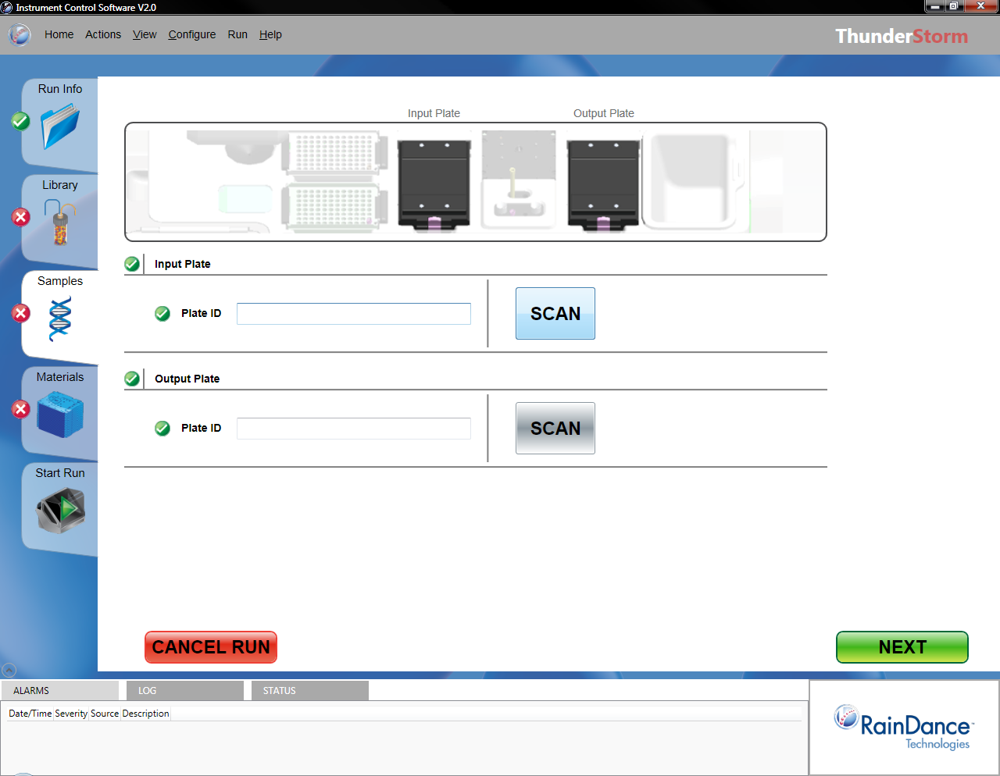 Instrument Control Software V2.0
Home Actions View Configure Run Help
ThunderStorm
Run Info
Library
Samples
Materials
Start Run
Input Plate Output Plate
Input Plate
Plate ID
SCAN
Output Plate
Plate ID
SCAN
CANCEL RUN
NEXT
ALARMS LOG STATUS
Date/Time Severity Source Description
RainDance™
Technologies